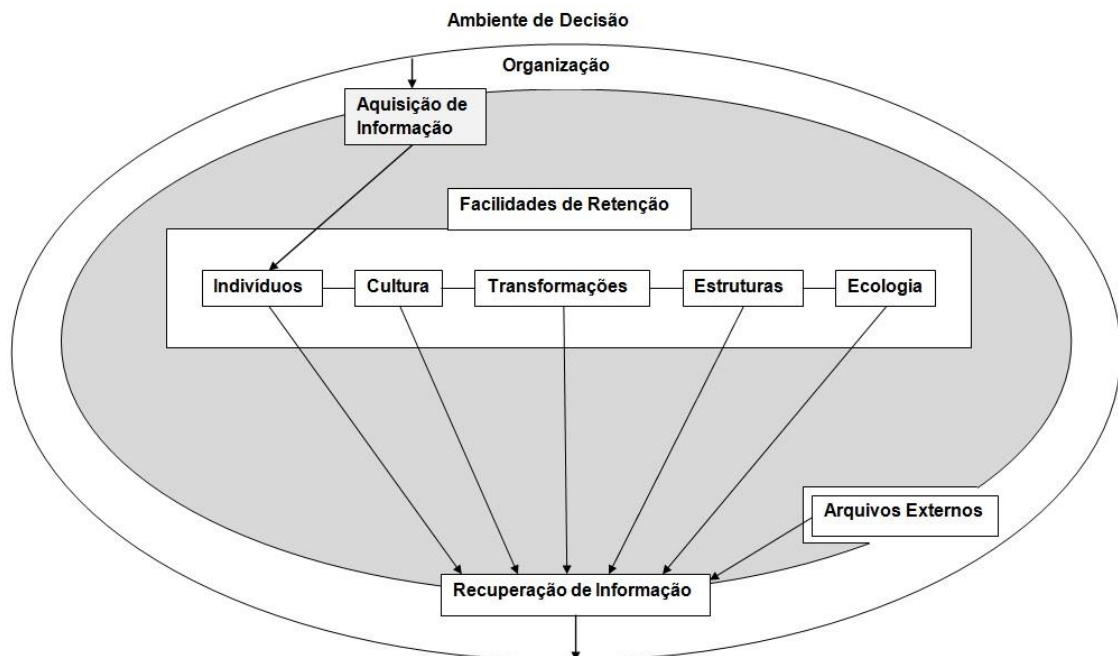 Ambiente de Decisão
Organização
Aquisição de
Informação
Facilidades de Retenção
Indivíduos
Cultura
Transformações
Estruturas
Ecologia
Arquivos Externos
Recuperação de Informação